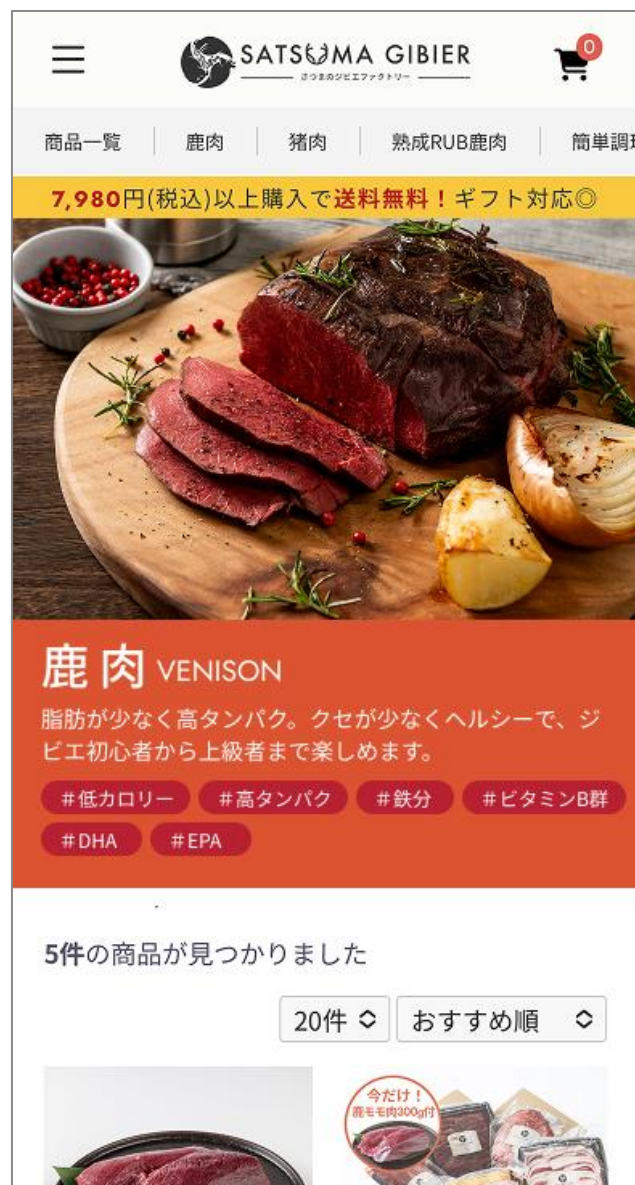 SATSUMA GIBIER
さつまのジビエファクトリー
0
商品一覧 鹿肉 猪肉 熟成RUB鹿肉 簡単調理
7,980円(税込)以上購入で送料無料！ギフト対応◎
鹿肉 VENISON
脂肪が少なく高タンパク。クセが少なくヘルシーで、ジ
ビエ初心者から上級者まで楽しめます。
＃低カロリー ＃高タンパク ＃鉄分 ＃ビタミンB群
＃DHA ＃EPA
5件の商品が見つかりました
20件 おすすめ順
今だけ！
鹿モモ肉300g付